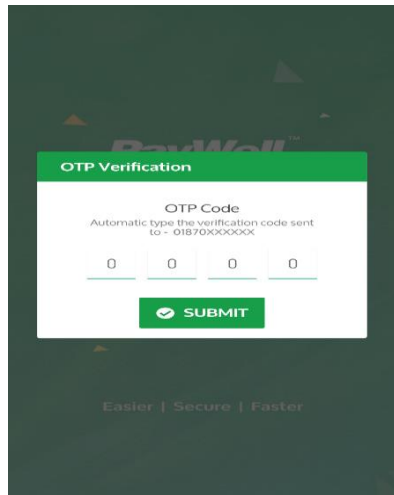 PayWell™
OTP Verification
OTP Code
Automatic type the verification code sent
to - 01870XXXXXX
0 0 0 0
SUBMIT
Easier | Secure | Faster